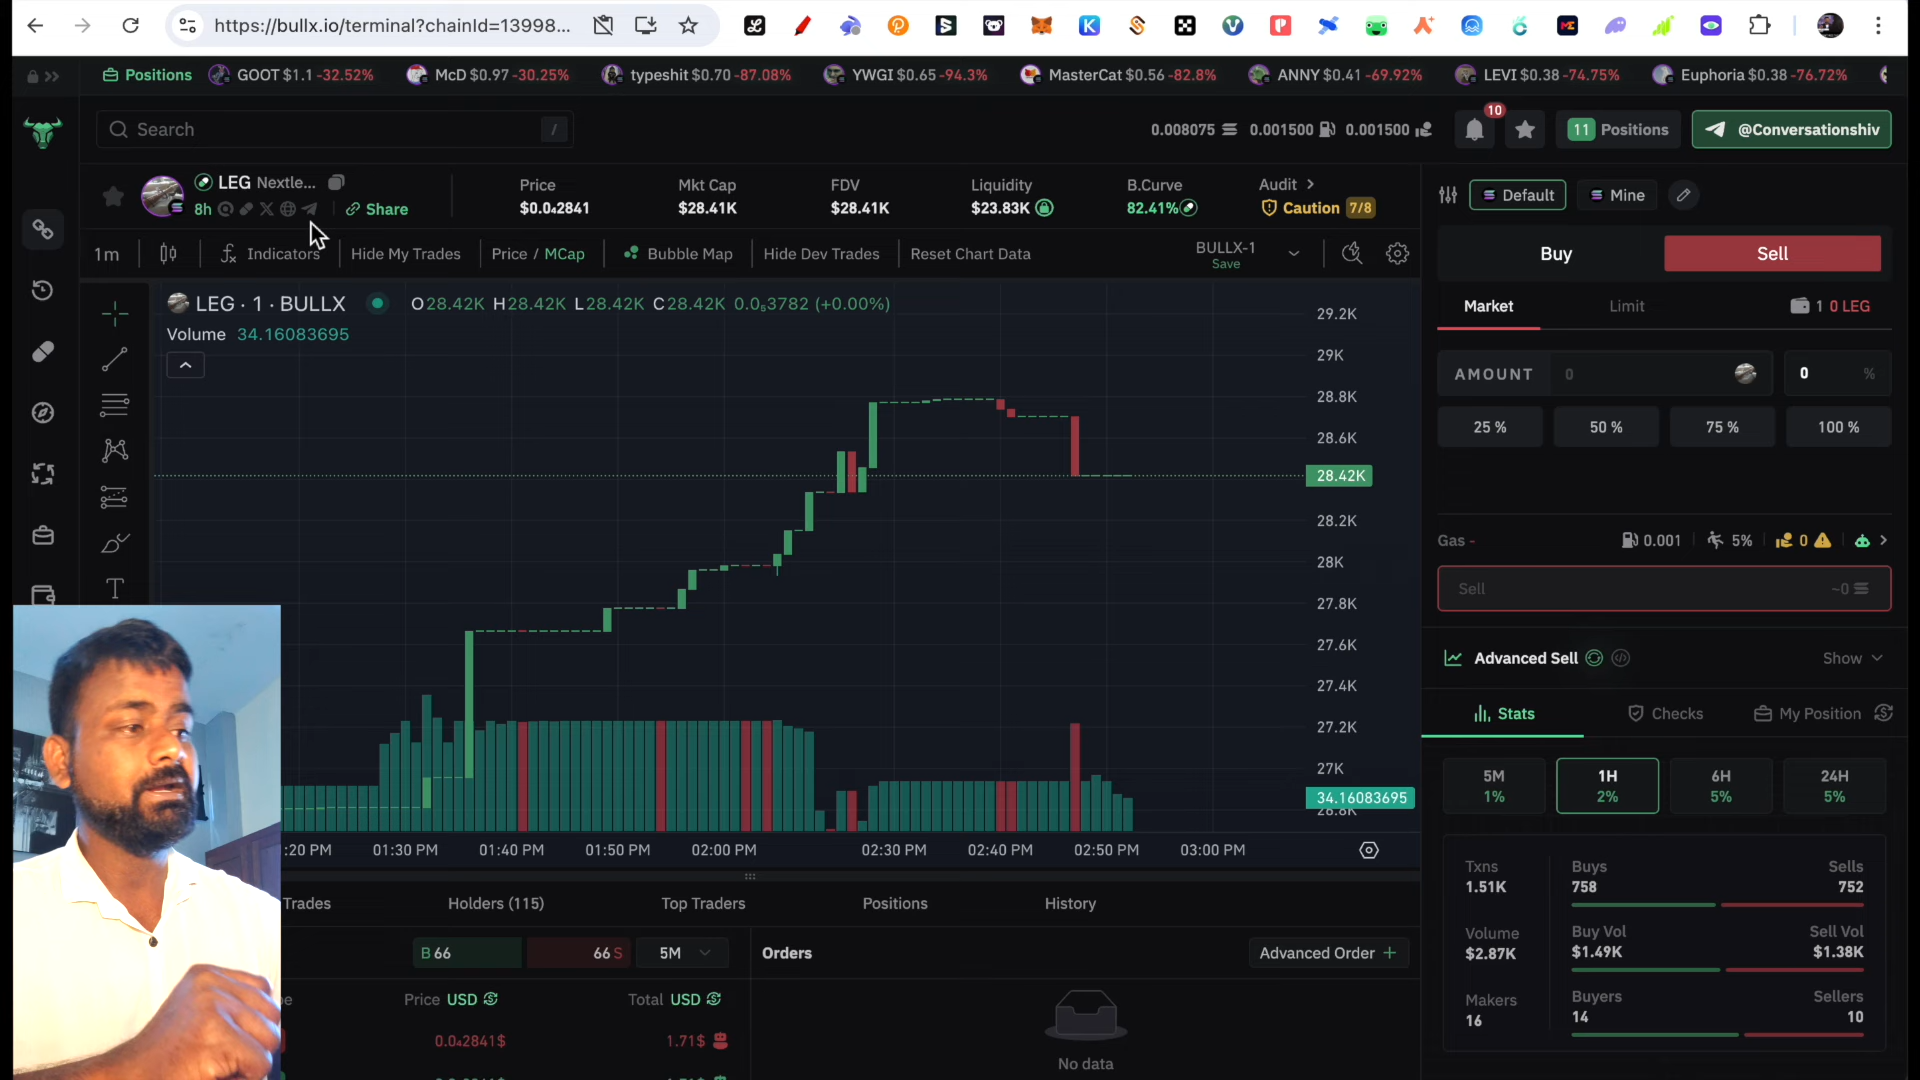 https://bullx.io/terminal?chainId=13998...
Positions GOOT $1.1 -32.52% McD $0.97 -30.25% typeshit $0.70 -87.08% YWGI $0.65 -94.3% MasterCat $0.56 -82.8% ANNY $0.41 -69.92% LEVI $0.38 -74.75% Euphoria $0.38 -76.72%
Search /
0.008075 0.001500 0.001500 10 11 Positions @Conversationshiv
LEG Nextle...
8h Share
Price Mkt Cap FDV Liquidity B.Curve Audit
$0.0₄2841 $28.41K $28.41K $23.83K 82.41% Caution 7/8
Default Mine
1m Indicators Hide My Trades Price / MCap Bubble Map Hide Dev Trades Reset Chart Data BULLX-1
Save
Buy Sell
LEG · 1 · BULLX O28.42K H28.42K L28.42K C28.42K 0.0₅3782 (+0.00%)
Volume 34.16083695
Market Limit 1 0 LEG
AMOUNT 0 0 %
25 % 50 % 75 % 100 %
29.2K
29K
28.8K
28.6K
28.42K
28.2K
28K
27.8K
27.6K
27.4K
27.2K
27K
34.16083695
26.8K
Gas - 0.001 5% 0
Sell ~0
Advanced Sell Show
Stats Checks My Position
5M 1H 6H 24H
1% 2% 5% 5%
:20 PM 01:30 PM 01:40 PM 01:50 PM 02:00 PM 02:30 PM 02:40 PM 02:50 PM 03:00 PM
Txns Buys Sells
1.51K 758 752
Volume Buy Vol Sell Vol
$2.87K $1.49K $1.38K
Makers Buyers Sellers
16 14 10
Trades Holders (115) Top Traders Positions History
B 66 66 S 5M Orders Advanced Order +
pe Price USD Total USD
0.0₄2841$ 1.71$
No data